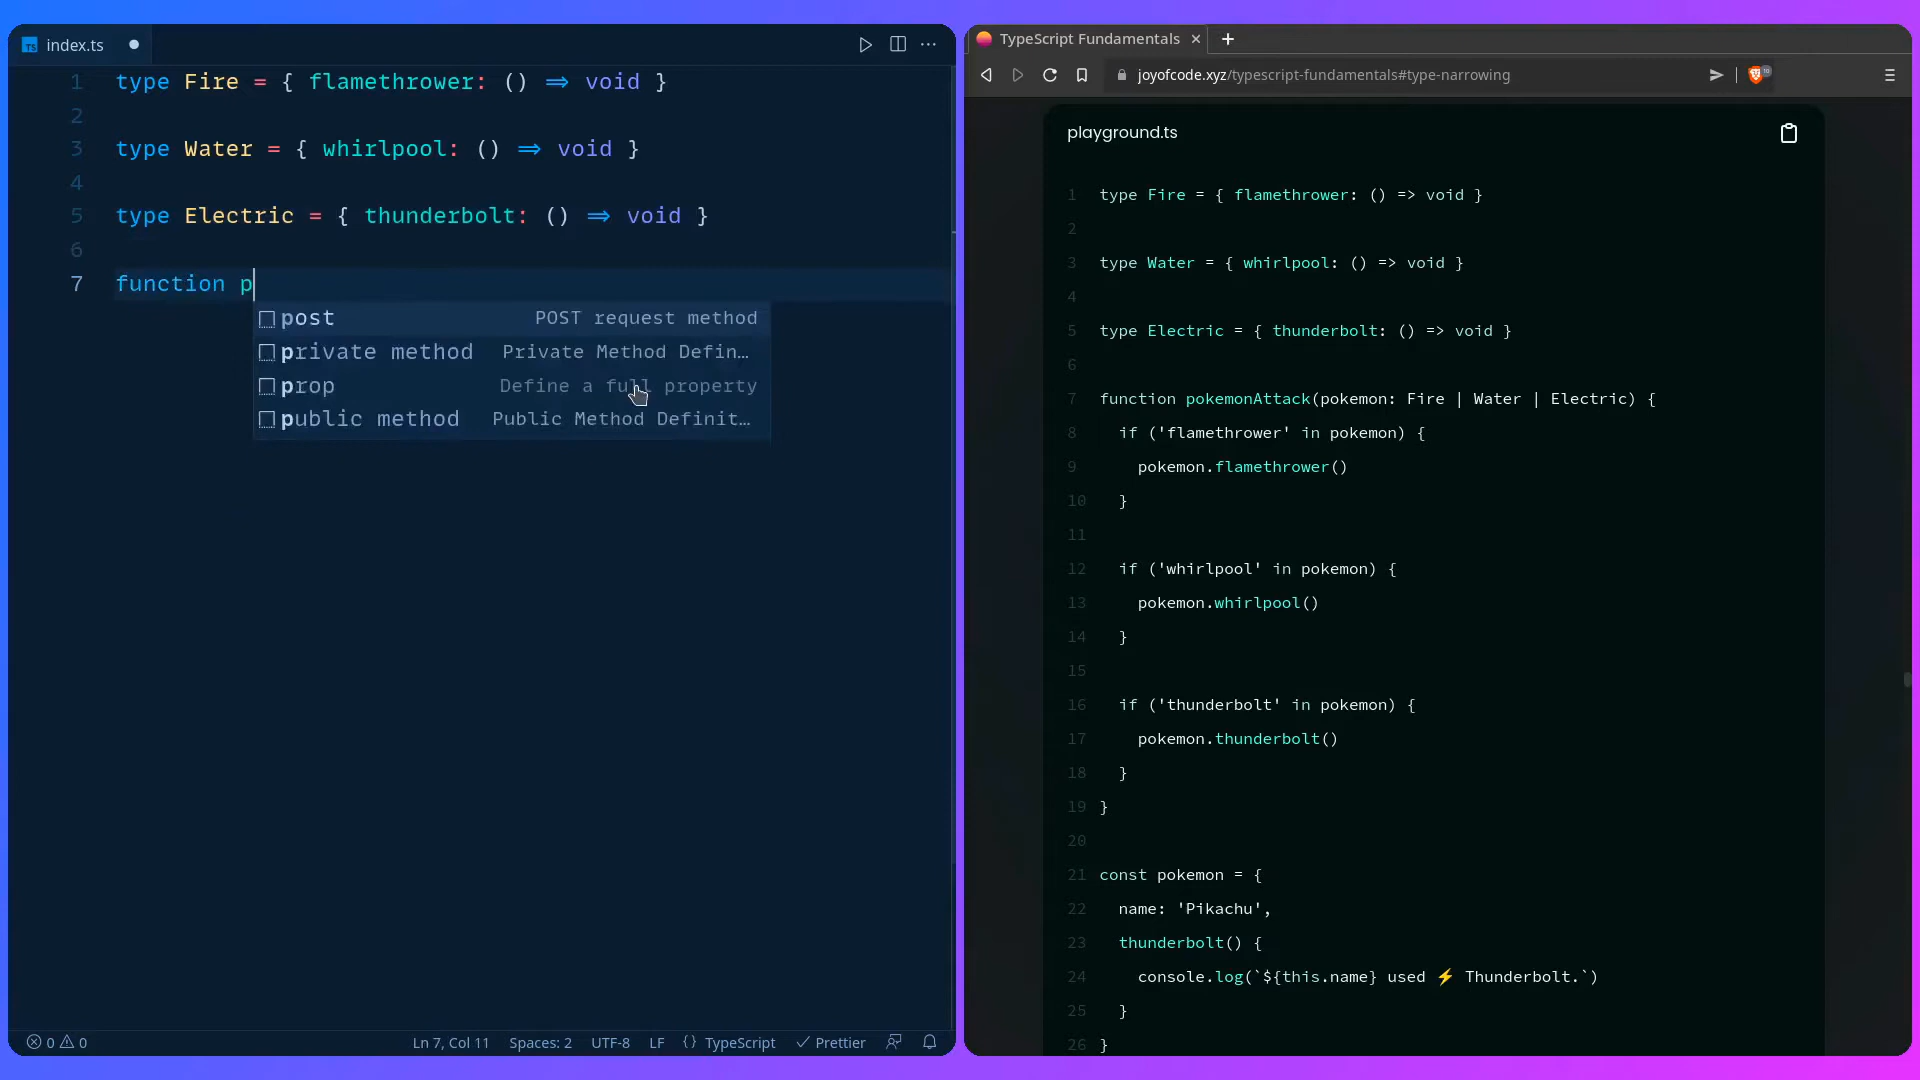 index.ts
1 type Fire = { flamethrower: () => void }
2
3 type Water = { whirlpool: () => void }
4
5 type Electric = { thunderbolt: () => void }
6
7 function p
post POST request method
private method Private Method Defin…
prop Define a full property
public method Public Method Definit…
0 0 Ln 7, Col 11 Spaces: 2 UTF-8 LF {} TypeScript Prettier
TypeScript Fundamentals
joyofcode.xyz/typescript-fundamentals#type-narrowing
playground.ts
1 type Fire = { flamethrower: () => void }
2
3 type Water = { whirlpool: () => void }
4
5 type Electric = { thunderbolt: () => void }
6
7 function pokemonAttack(pokemon: Fire | Water | Electric) {
8 if ('flamethrower' in pokemon) {
9 pokemon.flamethrower()
10 }
11
12 if ('whirlpool' in pokemon) {
13 pokemon.whirlpool()
14 }
15
16 if ('thunderbolt' in pokemon) {
17 pokemon.thunderbolt()
18 }
19 }
20
21 const pokemon = {
22 name: 'Pikachu',
23 thunderbolt() {
24 console.log(`${this.name} used ⚡ Thunderbolt.`)
25 }
26 }